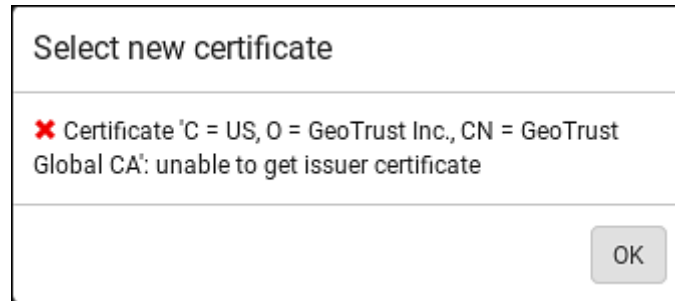 Select new certificate
✖ Certificate 'C = US, O = GeoTrust Inc., CN = GeoTrust
Global CA': unable to get issuer certificate
OK